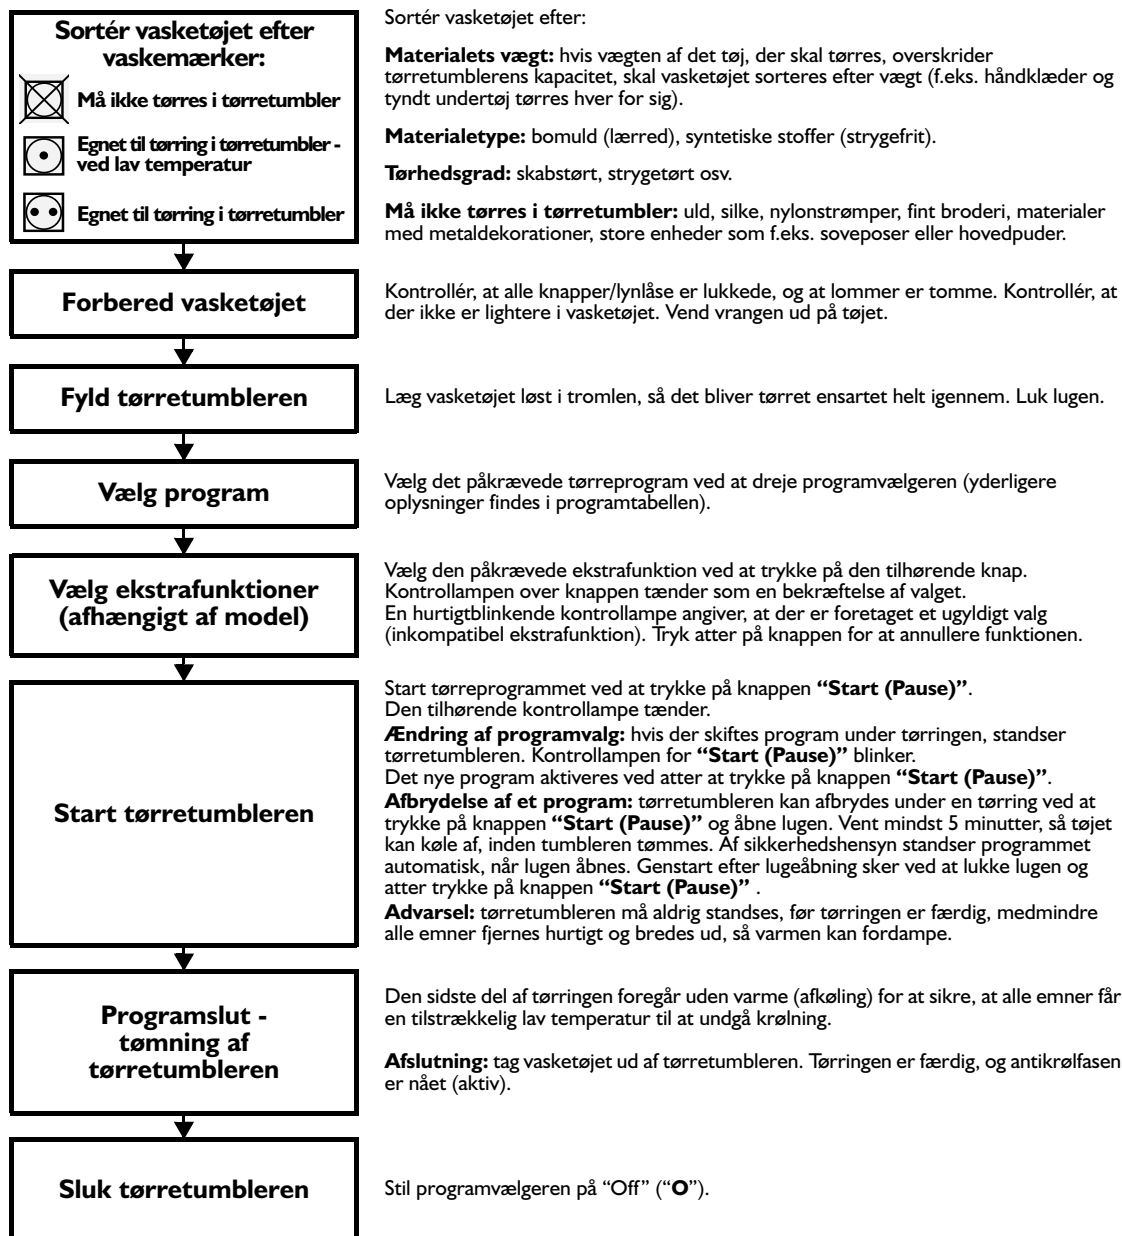 Sortér vasketøjet efter
vaskemærker:
Må ikke tørres i tørretumbler
Egnet til tørring i tørretumbler -
ved lav temperatur
Egnet til tørring i tørretumbler
Sortér vasketøjet efter:
Materialets vægt: hvis vægten af det tøj, der skal tørres, overskrider
tørretumblerens kapacitet, skal vasketøjet sorteres efter vægt (f.eks. håndklæder og
tyndt undertøj tørres hver for sig).
Materialetype: bomuld (lærred), syntetiske stoffer (strygefrit).
Tørhedsgrad: skabstørt, strygetørt osv.
Må ikke tørres i tørretumbler: uld, silke, nylonstrømper, fint broderi, materialer
med metaldekorationer, store enheder som f.eks. soveposer eller hovedpuder.
Forbered vasketøjet
Kontrollér, at alle knapper/lynlåse er lukkede, og at lommer er tomme. Kontrollér, at
der ikke er lightere i vasketøjet. Vend vrangen ud på tøjet.
Fyld tørretumbleren
Læg vasketøjet løst i tromlen, så det bliver tørret ensartet helt igennem. Luk lugen.
Vælg program
Vælg det påkrævede tørreprogram ved at dreje programvælgeren (yderligere
oplysninger findes i programtabellen).
Vælg ekstrafunktioner
(afhængigt af model)
Vælg den påkrævede ekstrafunktion ved at trykke på den tilhørende knap.
Kontrollampen over knappen tænder som en bekræftelse af valget.
En hurtigtblinkende kontrollampe angiver, at der er foretaget et ugyldigt valg
(inkompatibel ekstrafunktion). Tryk atter på knappen for at annullere funktionen.
Start tørretumbleren
Start tørreprogrammet ved at trykke på knappen “Start (Pause)”.
Den tilhørende kontrollampe tænder.
Ændring af programvalg: hvis der skiftes program under tørringen, standser
tørretumbleren. Kontrollampen for “Start (Pause)” blinker.
Det nye program aktiveres ved atter at trykke på knappen “Start (Pause)”.
Afbrydelse af et program: tørretumbleren kan afbrydes under en tørring ved at
trykke på knappen “Start (Pause)” og åbne lugen. Vent mindst 5 minutter, så tøjet
kan køle af, inden tumbleren tømmes. Af sikkerhedshensyn standser programmet
automatisk, når lugen åbnes. Genstart efter lugeåbning sker ved at lukke lugen og
atter trykke på knappen “Start (Pause)” .
Advarsel: tørretumbleren må aldrig standses, før tørringen er færdig, medmindre
alle emner fjernes hurtigt og bredes ud, så varmen kan fordampe.
Programslut -
tømning af
tørretumbleren
Den sidste del af tørringen foregår uden varme (afkøling) for at sikre, at alle emner får
en tilstrækkelig lav temperatur til at undgå krølning.
Afslutning: tag vasketøjet ud af tørretumbleren. Tørringen er færdig, og antikrølfasen
er nået (aktiv).
Sluk tørretumbleren
Stil programvælgeren på “Off” (“O”).